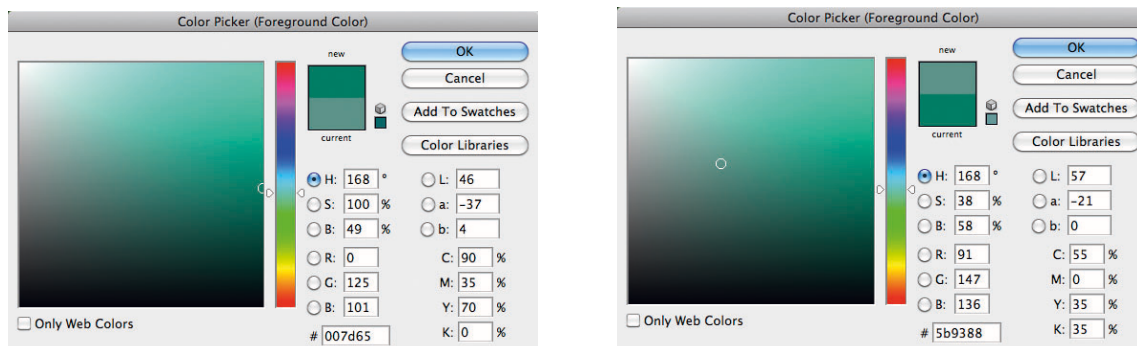 Color Picker (Foreground Color)
new
current
OK
Cancel
Add To Swatches
Color Libraries
H: 168 °
S: 100 %
B: 49 %
R: 0
G: 125
B: 101
# 007d65
L: 46
a: -37
b: 4
C: 90 %
M: 35 %
Y: 70 %
K: 0 %
Only Web Colors
Color Picker (Foreground Color)
new
current
OK
Cancel
Add To Swatches
Color Libraries
H: 168 °
S: 38 %
B: 58 %
R: 91
G: 147
B: 136
# 5b9388
L: 57
a: -21
b: 0
C: 55 %
M: 0 %
Y: 35 %
K: 35 %
Only Web Colors